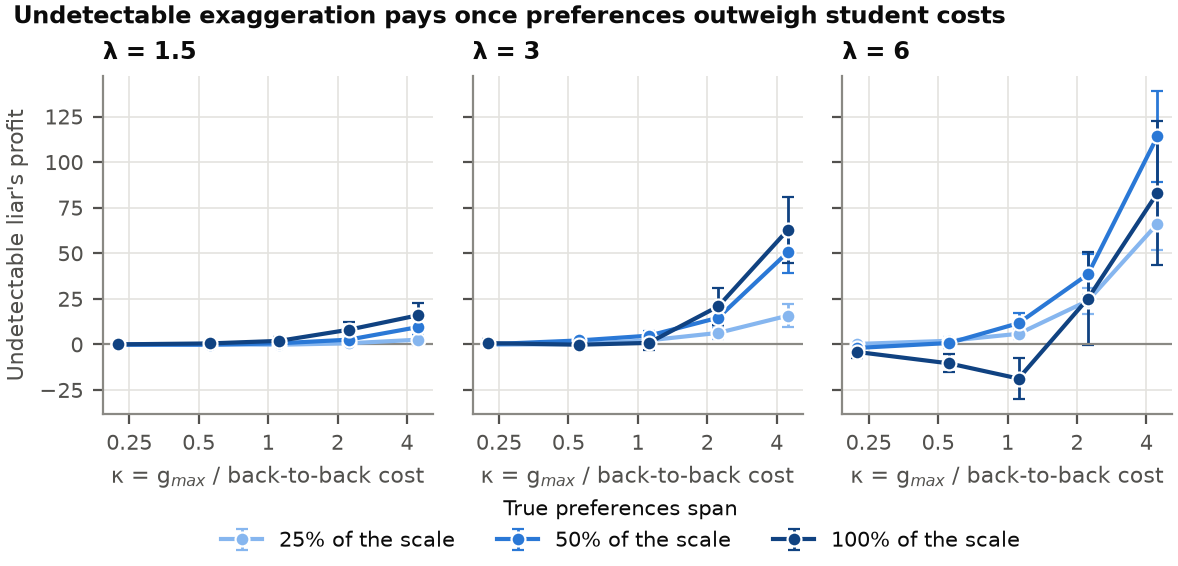 Undetectable exaggeration pays once preferences outweigh student costs
λ = 1.5
λ = 3
λ = 6
Undetectable liar's profit
125
100
75
50
25
0
−25
0.25 0.5 1 2 4
0.25 0.5 1 2 4
0.25 0.5 1 2 4
κ = gmax / back-to-back cost
κ = gmax / back-to-back cost
κ = gmax / back-to-back cost
True preferences span
25% of the scale
50% of the scale
100% of the scale